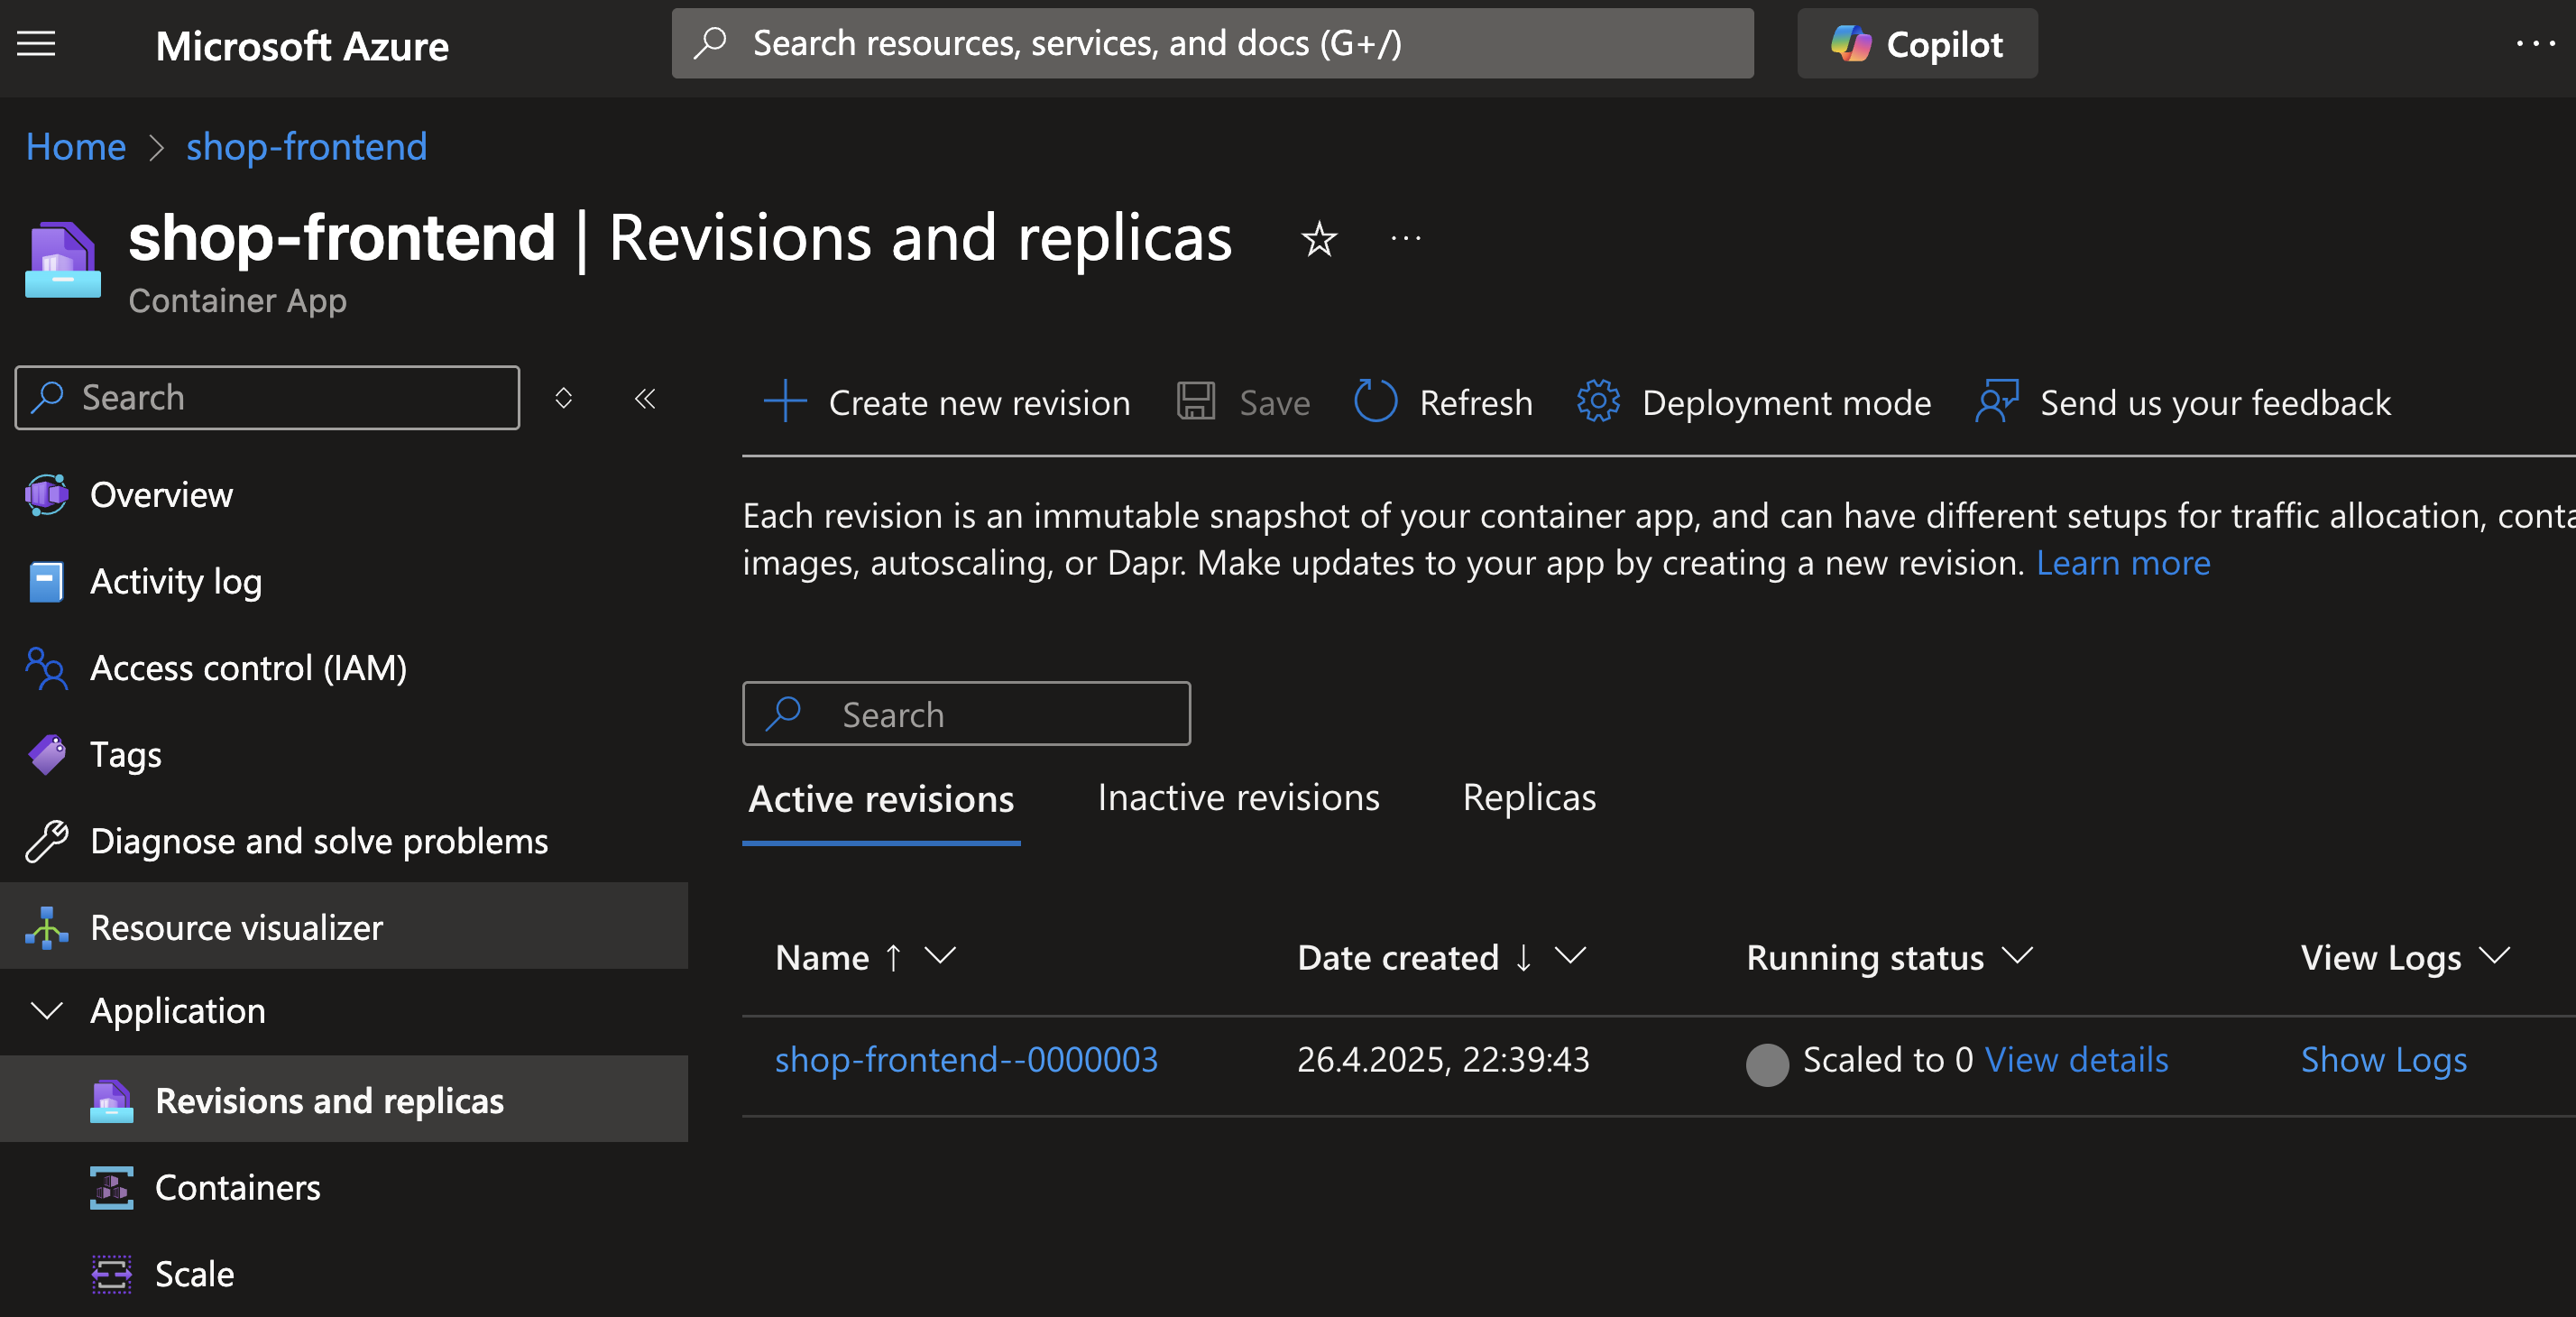 Microsoft Azure
Search resources, services, and docs (G+/)
Copilot
Home > shop-frontend
shop-frontend | Revisions and replicas
Container App
Search
Create new revision
Save
Refresh
Deployment mode
Send us your feedback
Overview
Activity log
Access control (IAM)
Tags
Diagnose and solve problems
Resource visualizer
Application
Revisions and replicas
Containers
Scale
Each revision is an immutable snapshot of your container app, and can have different setups for traffic allocation,
images, autoscaling, or Dapr. Make updates to your app by creating a new revision. Learn more
Search
Active revisions
Inactive revisions
Replicas
Name ↑ Date created ↓ Running status View Logs
shop-frontend--0000003 26.4.2025, 22:39:43 Scaled to 0 View details Show Logs